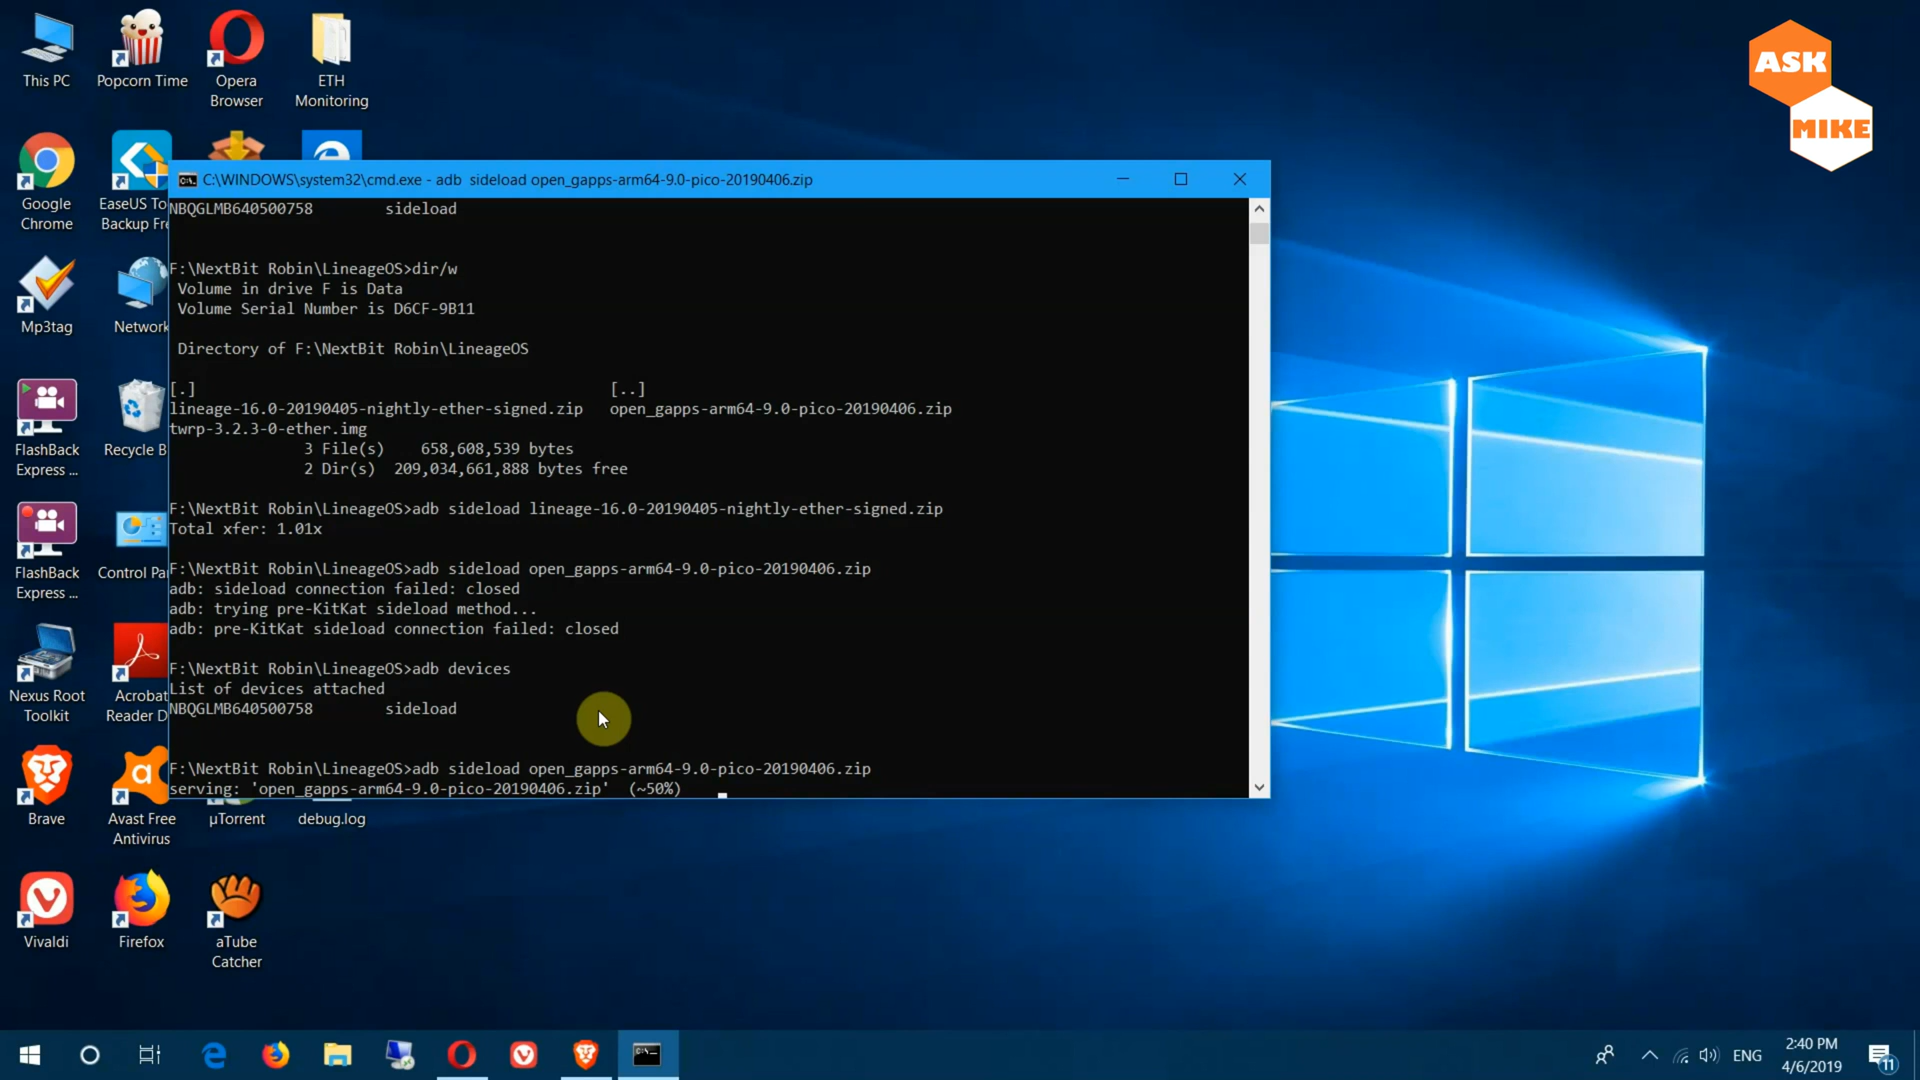 This PC
Popcorn Time
Opera
Browser
ETH
Monitoring
ASK
MIKE
Google
Chrome
EaseUS To
Backup Fre
Mp3tag
Network
FlashBack
Express ...
Recycle B
FlashBack
Express ...
Control Pa
Nexus Root
Toolkit
Acrobat
Reader D
Brave
Avast Free
Antivirus
µTorrent
debug.log
Vivaldi
Firefox
aTube
Catcher
C:\WINDOWS\system32\cmd.exe - adb  sideload open_gapps-arm64-9.0-pico-20190406.zip
NBQGLMB640500758        sideload
F:\NextBit Robin\LineageOS>dir/w
Volume in drive F is Data
Volume Serial Number is D6CF-9B11
Directory of F:\NextBit Robin\LineageOS
[.]                                              [..]
lineage-16.0-20190405-nightly-ether-signed.zip   open_gapps-arm64-9.0-pico-20190406.zip
twrp-3.2.3-0-ether.img
3 File(s)    658,608,539 bytes
2 Dir(s)  209,034,661,888 bytes free
F:\NextBit Robin\LineageOS>adb sideload lineage-16.0-20190405-nightly-ether-signed.zip
Total xfer: 1.01x
F:\NextBit Robin\LineageOS>adb sideload open_gapps-arm64-9.0-pico-20190406.zip
adb: sideload connection failed: closed
adb: trying pre-KitKat sideload method...
adb: pre-KitKat sideload connection failed: closed
F:\NextBit Robin\LineageOS>adb devices
List of devices attached
NBQGLMB640500758        sideload
F:\NextBit Robin\LineageOS>adb sideload open_gapps-arm64-9.0-pico-20190406.zip
serving: 'open_gapps-arm64-9.0-pico-20190406.zip'  (~50%)
ENG
2:40 PM
4/6/2019
11